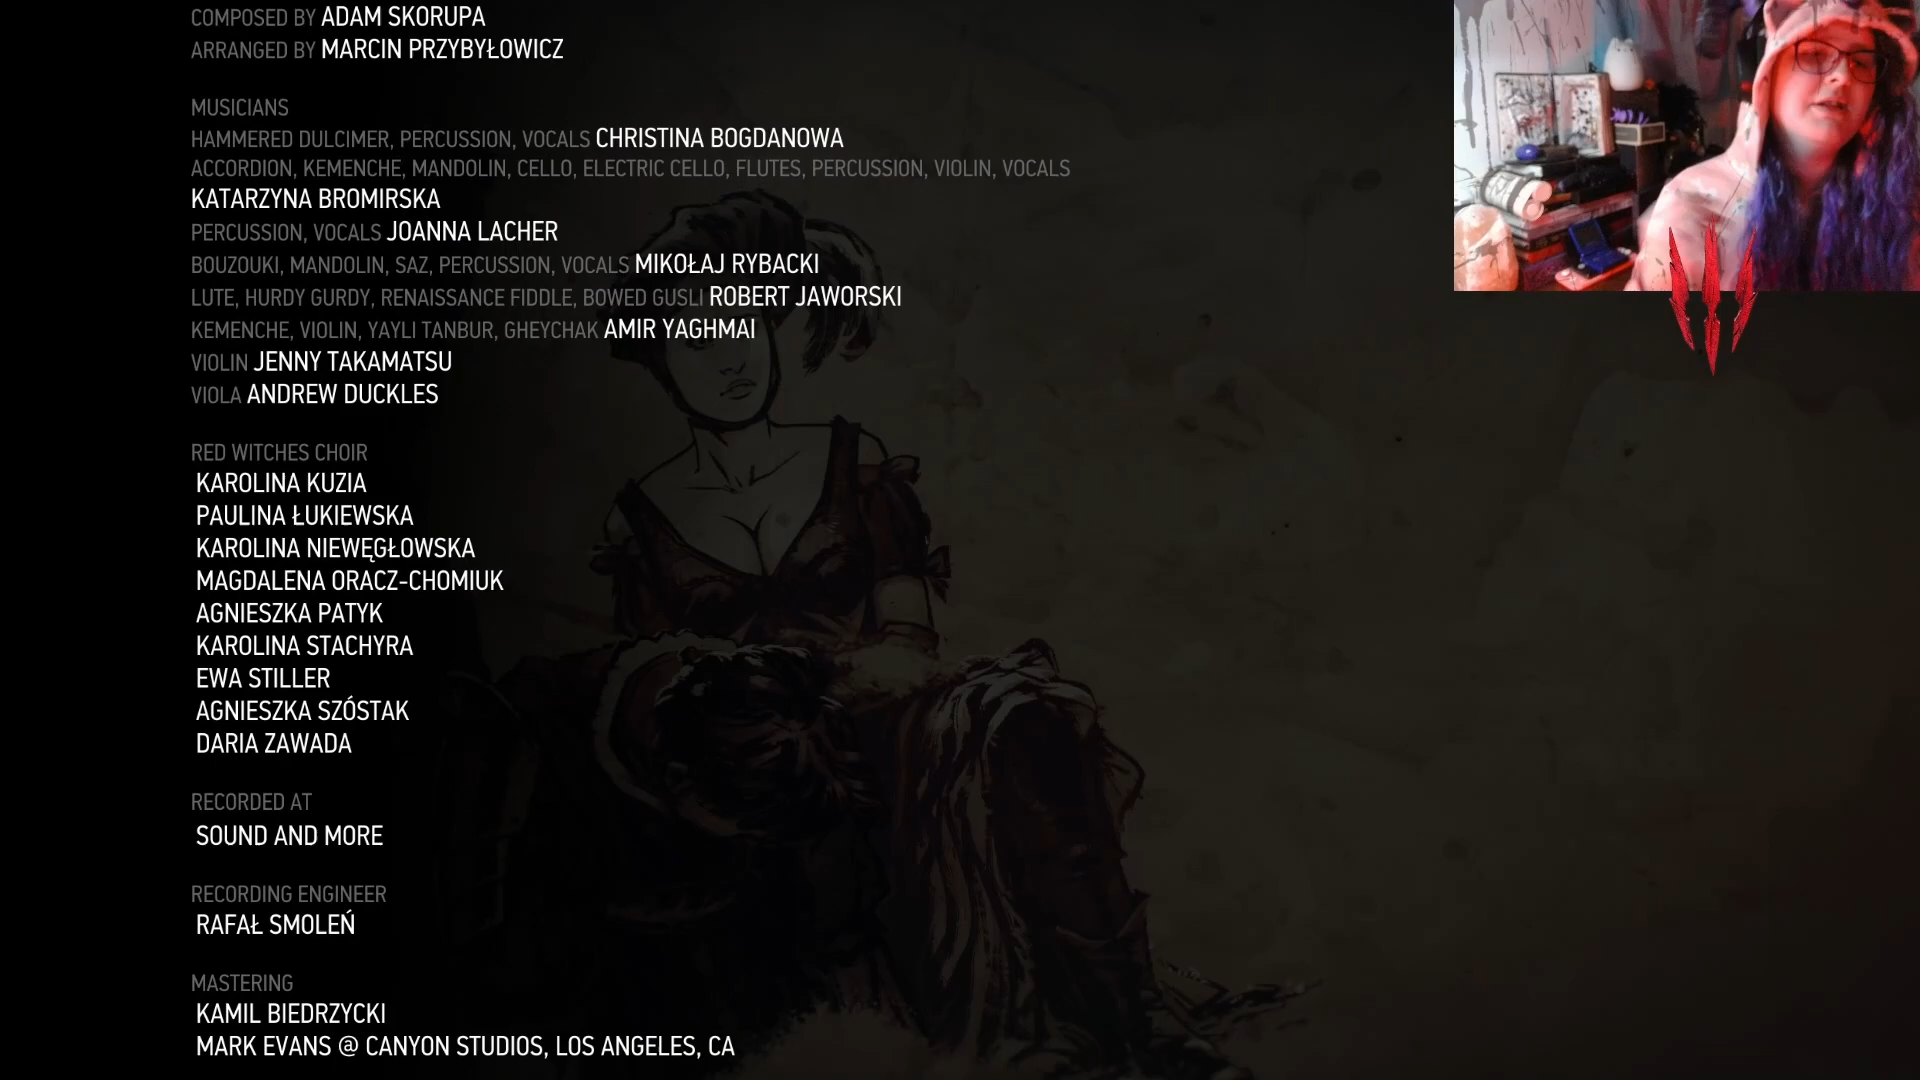 COMPOSED BY ADAM SKORUPA
ARRANGED BY MARCIN PRZYBYŁOWICZ
MUSICIANS
HAMMERED DULCIMER, PERCUSSION, VOCALS CHRISTINA BOGDANOWA
ACCORDION, KEMENCHE, MANDOLIN, CELLO, ELECTRIC CELLO, FLUTES, PERCUSSION, VIOLIN, VOCALS
KATARZYNA BROMIRSKA
PERCUSSION, VOCALS JOANNA LACHER
BOUZOUKI, MANDOLIN, SAZ, PERCUSSION, VOCALS MIKOŁAJ RYBACKI
LUTE, HURDY GURDY, RENAISSANCE FIDDLE, BOWED GUSLI ROBERT JAWORSKI
KEMENCHE, VIOLIN, YAYLI TANBUR, GHEYCHAK AMIR YAGHMAI
VIOLIN JENNY TAKAMATSU
VIOLA ANDREW DUCKLES
RED WITCHES CHOIR
KAROLINA KUZIA
PAULINA ŁUKIEWSKA
KAROLINA NIEWĘGŁOWSKA
MAGDALENA ORACZ-CHOMIUK
AGNIESZKA PATYK
KAROLINA STACHYRA
EWA STILLER
AGNIESZKA SZÓSTAK
DARIA ZAWADA
RECORDED AT
SOUND AND MORE
RECORDING ENGINEER
RAFAŁ SMOLEŃ
MASTERING
KAMIL BIEDRZYCKI
MARK EVANS @ CANYON STUDIOS, LOS ANGELES, CA